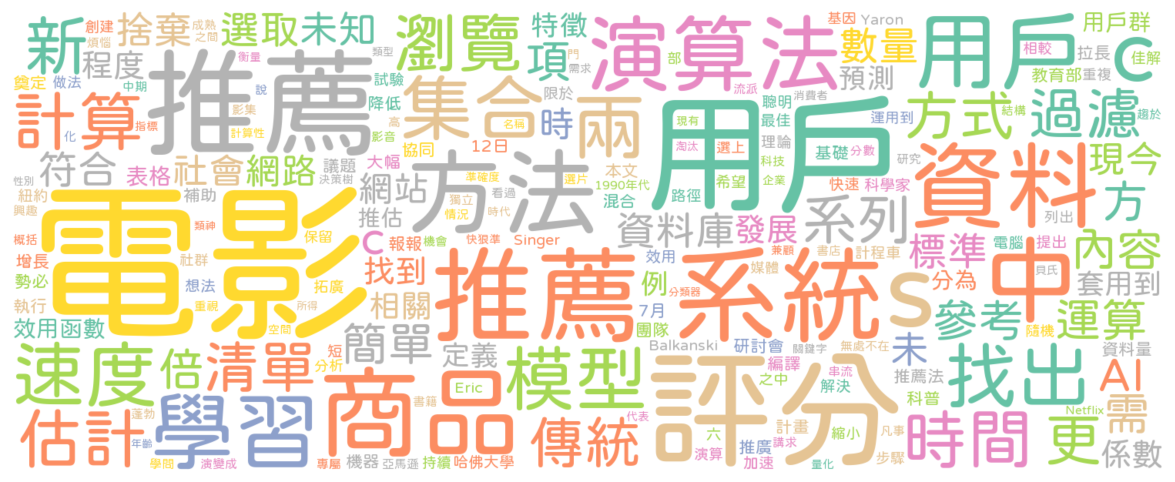 新
捨棄
創建
成熟
煩惱
之間
選取
未知
類型
衡量
瀏覽
特徵
項
門
需求
部
演算法
流派
基因
Yaron
數量
用戶
相較
用戶群
C
佳解
程度
中期
奠定
做法
推薦
說
影集
計算性
試驗
降低
影音
高
集合
限於
時
兩
預測
消費者
聰明
最佳
教育部
重複
拉長
結構
運用到
方式
過濾
趨於
計算
指標
化
協同
名稱
12日
用戶
現有
淘汰
選上
理論
科技
基礎
分數
研究
企業
希望
快速
科學家
路徑
資料
現今
方
列出
符合
表格
社會
網路
議題
決策樹
大幅
準確度
選片
看過
本文
1990年代
混合
性別
紐約
興趣
類神
補助
網站
推估
獨立
情況
時代
方法
資料庫
發展
系列
概括
增長
勢必
電影
保留
社群
想法
拓廣
重視
空間
所得
C
報報
機會
找到
快狠準
Singer
推薦系統
效用
例
兼顧
書店
媒體
分類器
計程車
標準
分為
電腦
提出
貝氏
內容
套用到
中
執行
效用函數
相關
7月
團隊
S
參考
隨機
運算
資料量
速度
倍
清單
短
分析
簡單
定義
模型
Balkanski
研討會
關鍵字
編譯
之中
無處不在
串流
解決
未
推薦法
科普
找出
AI
需
Netflix
估計
蓬勃
年齡
學習
學問
演變成
專屬
商品
機器
書籍
亞馬遜
Eric
持續
哈佛大學
傳統
代表
六
推廣
演算
加速
計畫
講求
量化
評分
縮小
凡事
步驟
時間
更
係數